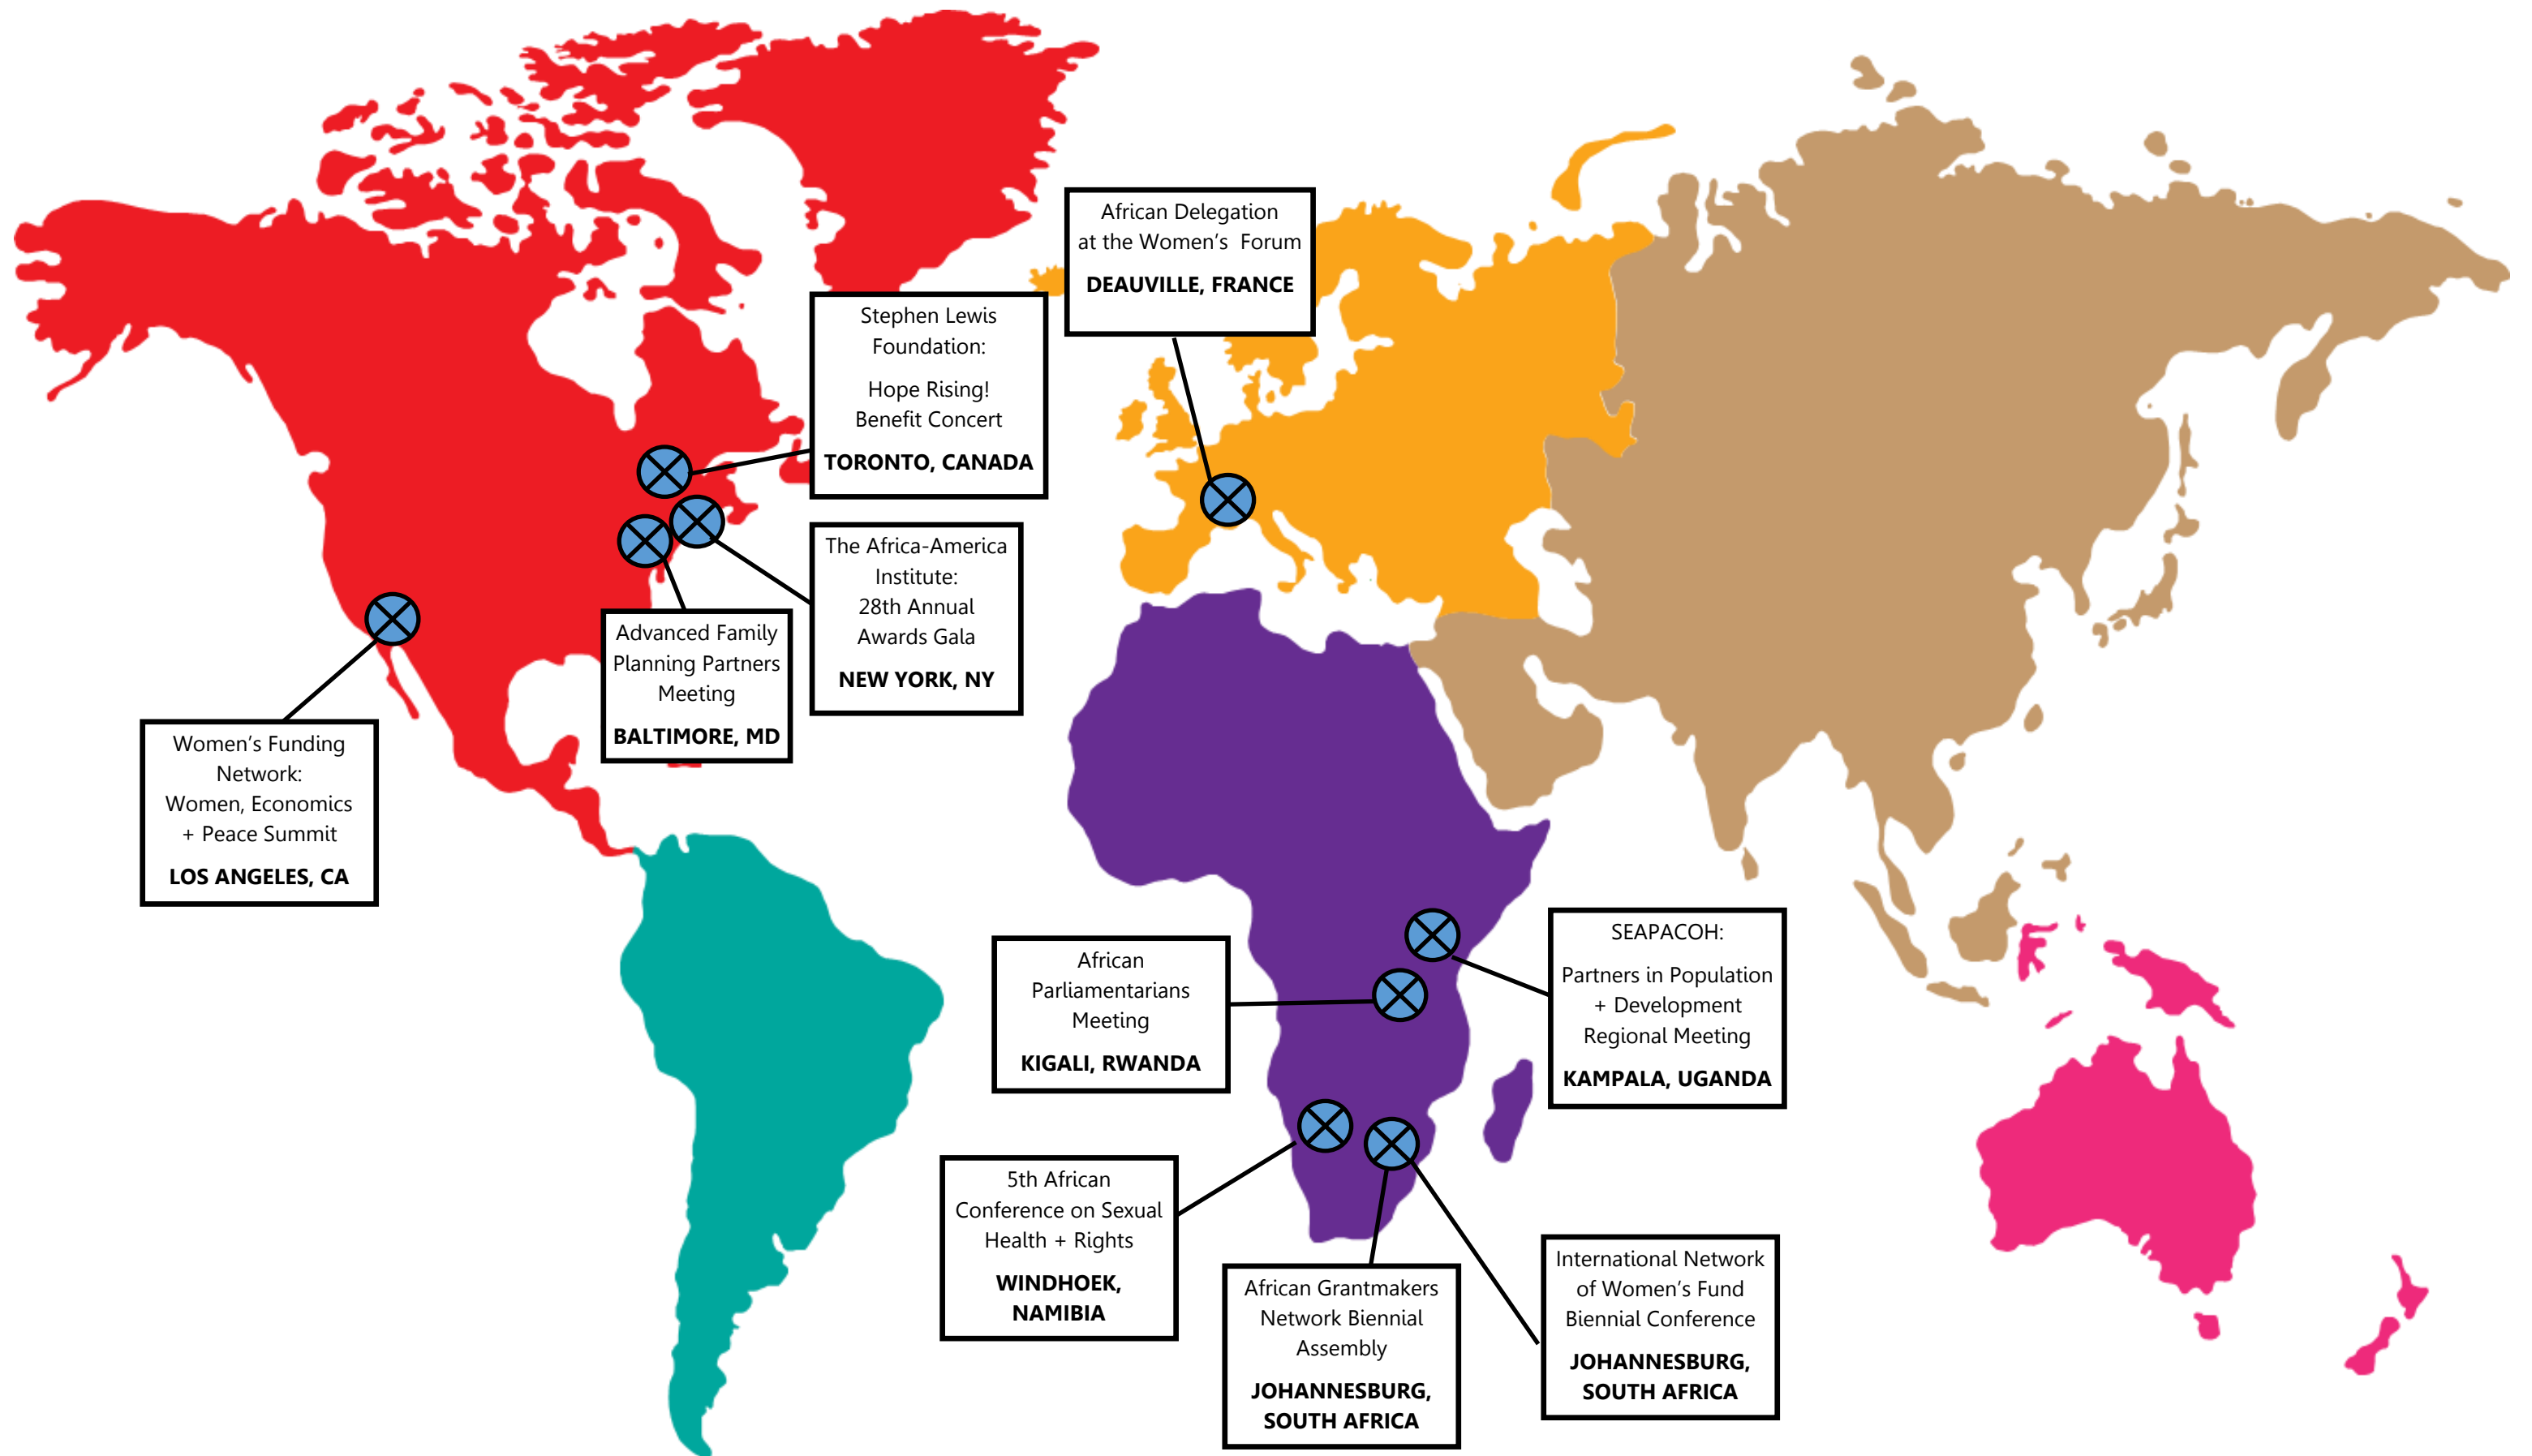 African Delegation
at the Women's Forum
DEAUVILLE, FRANCE
Stephen Lewis
Foundation:
Hope Rising!
Benefit Concert
TORONTO, CANADA
The Africa-America
Institute:
28th Annual
Awards Gala
NEW YORK, NY
Advanced Family
Planning Partners
Meeting
BALTIMORE, MD
Women's Funding
Network:
Women, Economics
+ Peace Summit
LOS ANGELES, CA
African
Parliamentarians
Meeting
KIGALI, RWANDA
SEAPACOH:
Partners in Population
+ Development
Regional Meeting
KAMPALA, UGANDA
5th African
Conference on Sexual
Health + Rights
WINDHOEK,
NAMIBIA
African Grantmakers
Network Biennial
Assembly
JOHANNESBURG,
SOUTH AFRICA
International Network
of Women's Fund
Biennial Conference
JOHANNESBURG,
SOUTH AFRICA